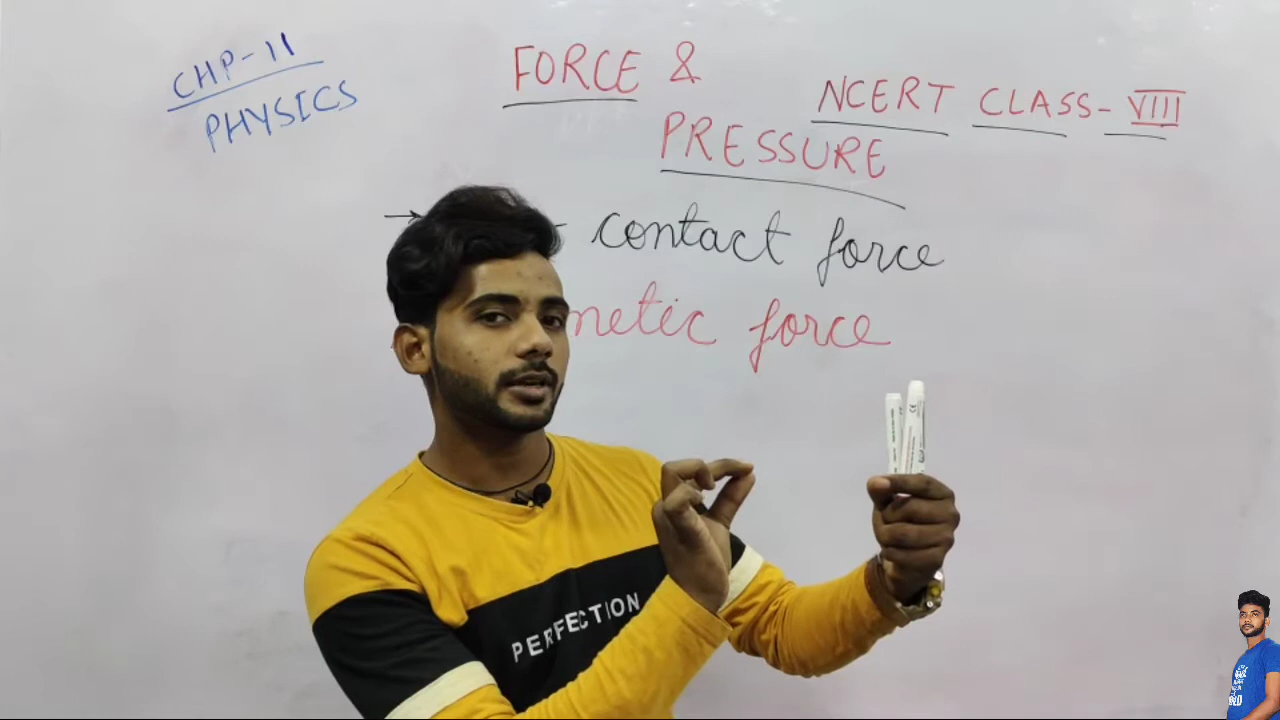 CHP-11
PHYSICS
FORCE &
PRESSURE
NCERT CLASS-VIII
→ - contact force
netic force
PERFECTION